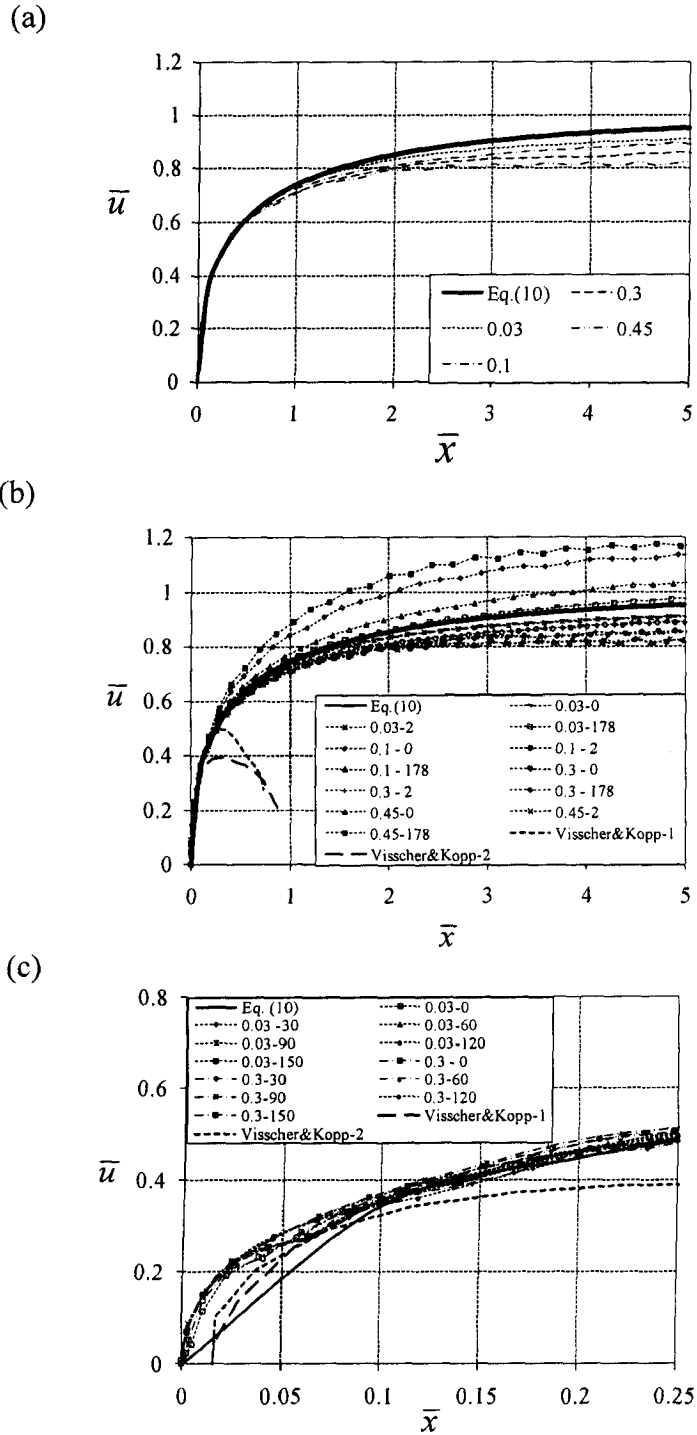 (a)
1.2
1
0.8
u̅
0.6
0.4
0.2
0
Eq.(10) 0.3
0.03 0.45
0.1
0 1 2 3 4 5
x̅
(b)
1.2
1
0.8
u̅
0.6
0.4
0.2
0
Eq.(10) 0.03-0
0.03-2 0.03-178
0.1-0 0.1-2
0.1-178 0.3-0
0.3-2 0.3-178
0.45-0 0.45-2
0.45-178 Visscher&Kopp-1
Visscher&Kopp-2
0 1 2 3 4 5
x̅
(c)
0.8
0.6
u̅
0.4
0.2
0
Eq. (10) 0.03-0
0.03-30 0.03-60
0.03-90 0.03-120
0.03-150 0.3-0
0.3-30 0.3-60
0.3-90 0.3-120
0.3-150 Visscher&Kopp-1
Visscher&Kopp-2
0 0.05 0.1 0.15 0.2 0.25
x̅